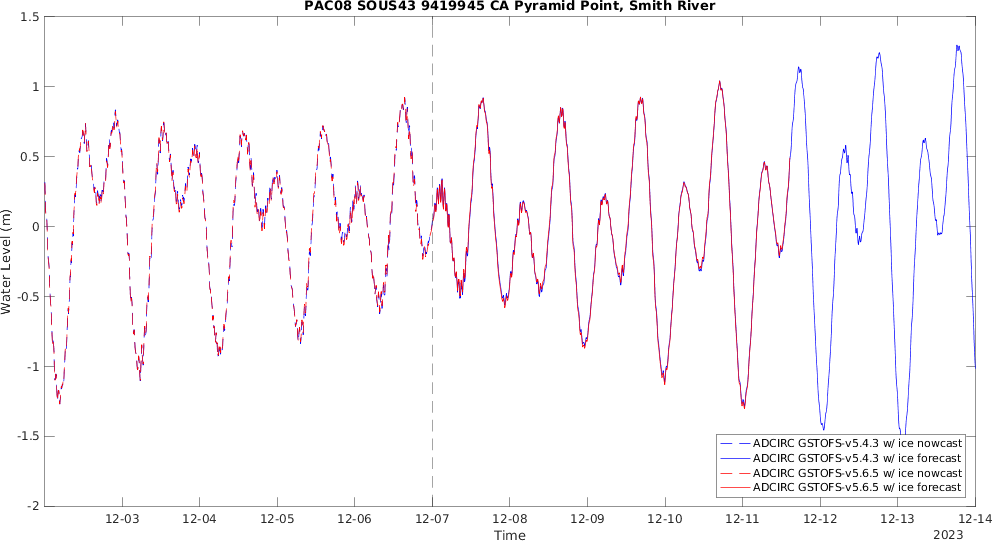 PAC08 SOUS43 9419945 CA Pyramid Point, Smith River
1.5
1
0.5
0
-0.5
-1
-1.5
-2
Water Level (m)
ADCIRC GSTOFS-v5.4.3 w/ ice nowcast
ADCIRC GSTOFS-v5.4.3 w/ ice forecast
ADCIRC GSTOFS-v5.6.5 w/ ice nowcast
ADCIRC GSTOFS-v5.6.5 w/ ice forecast
12-03 12-04 12-05 12-06 12-07 12-08 12-09 12-10 12-11 12-12 12-13 12-14
Time
2023